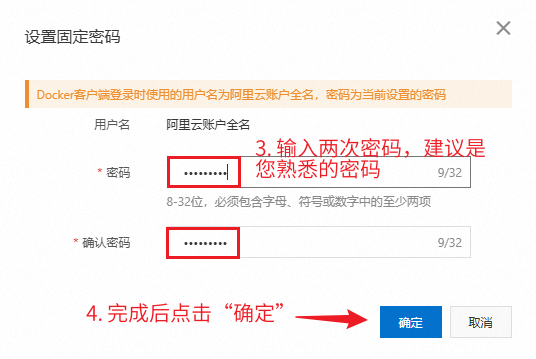 设置固定密码
Docker客户端登录时使用的用户名为阿里云账户全名，密码为当前设置的密码
用户名 阿里云账户全名
3. 输入两次密码，建议是
您熟悉的密码
* 密码 ••••••••• 9/32
8-32位，必须包含字母、符号或数字中的至少两项
* 确认密码 ••••••••• 9/32
4. 完成后点击“确定”
确定 取消